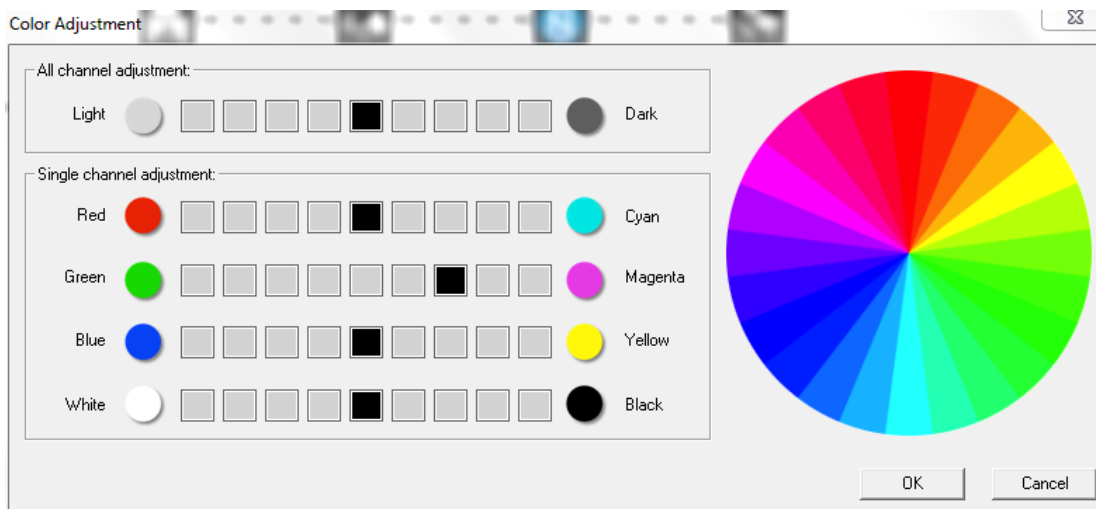 Color Adjustment
All channel adjustment:
Light Dark
Single channel adjustment:
Red Cyan
Green Magenta
Blue Yellow
White Black
OK Cancel